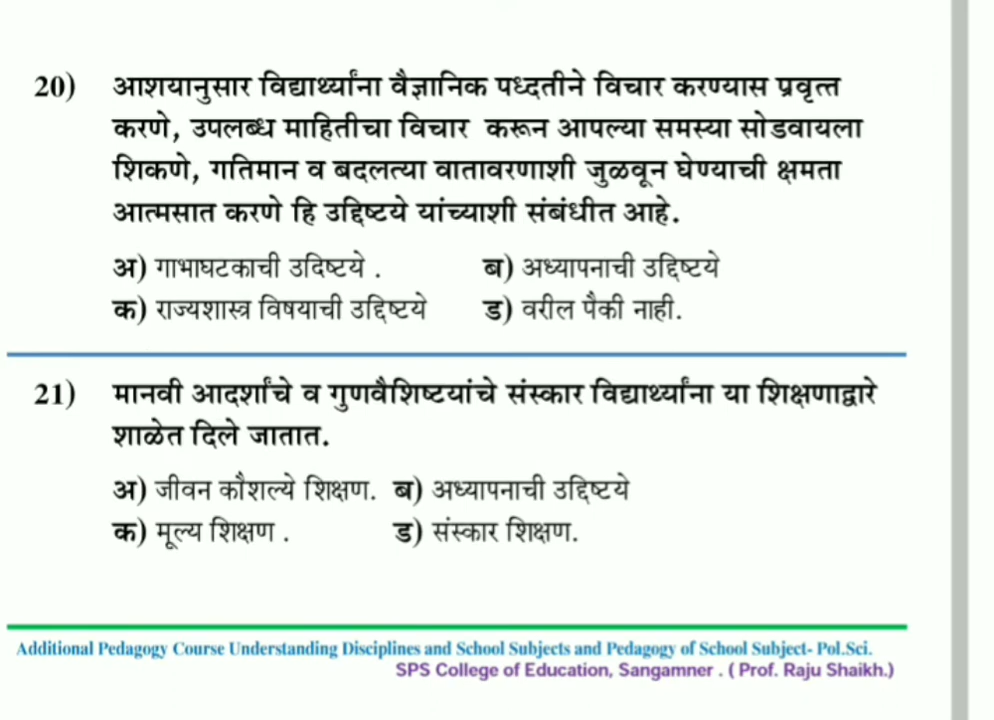 20) आशयानुसार विद्यार्थ्यांना वैज्ञानिक पध्दतीने विचार करण्यास प्रवृत्त
करणे, उपलब्ध माहितीचा विचार करून आपल्या समस्या सोडवायला
शिकणे, गतिमान व बदलत्या वातावरणाशी जुळवून घेण्याची क्षमता
आत्मसात करणे हि उद्दिष्टये यांच्याशी संबंधीत आहे.
अ) गाभाघटकाची उदिष्टये . ब) अध्यापनाची उद्दिष्टये
क) राज्यशास्त्र विषयाची उद्दिष्टये ड) वरील पैकी नाही.
21) मानवी आदर्शांचे व गुणवैशिष्टयांचे संस्कार विद्यार्थ्यांना या शिक्षणाद्वारे
शाळेत दिले जातात.
अ) जीवन कौशल्ये शिक्षण. ब) अध्यापनाची उद्दिष्टये
क) मूल्य शिक्षण . ड) संस्कार शिक्षण.
Additional Pedagogy Course Understanding Disciplines and School Subjects and Pedagogy of School Subject- Pol.Sci.
SPS College of Education, Sangamner . ( Prof. Raju Shaikh.)